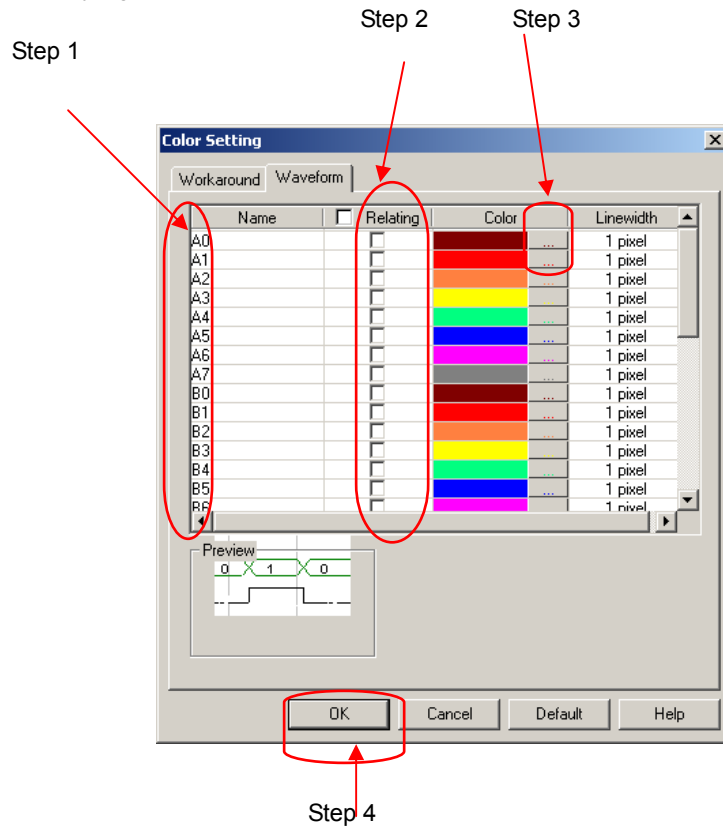 Step 2
Step 3
Step 1
Color Setting
Workaround
Waveform
Name Relating Color Linewidth
A0 ... 1 pixel
A1 ... 1 pixel
A2 ... 1 pixel
A3 ... 1 pixel
A4 ... 1 pixel
A5 ... 1 pixel
A6 ... 1 pixel
A7 ... 1 pixel
B0 ... 1 pixel
B1 ... 1 pixel
B2 ... 1 pixel
B3 ... 1 pixel
B4 ... 1 pixel
B5 ... 1 pixel
B6 1 pixel
Preview
0 1 0
OK Cancel Default Help
Step 4